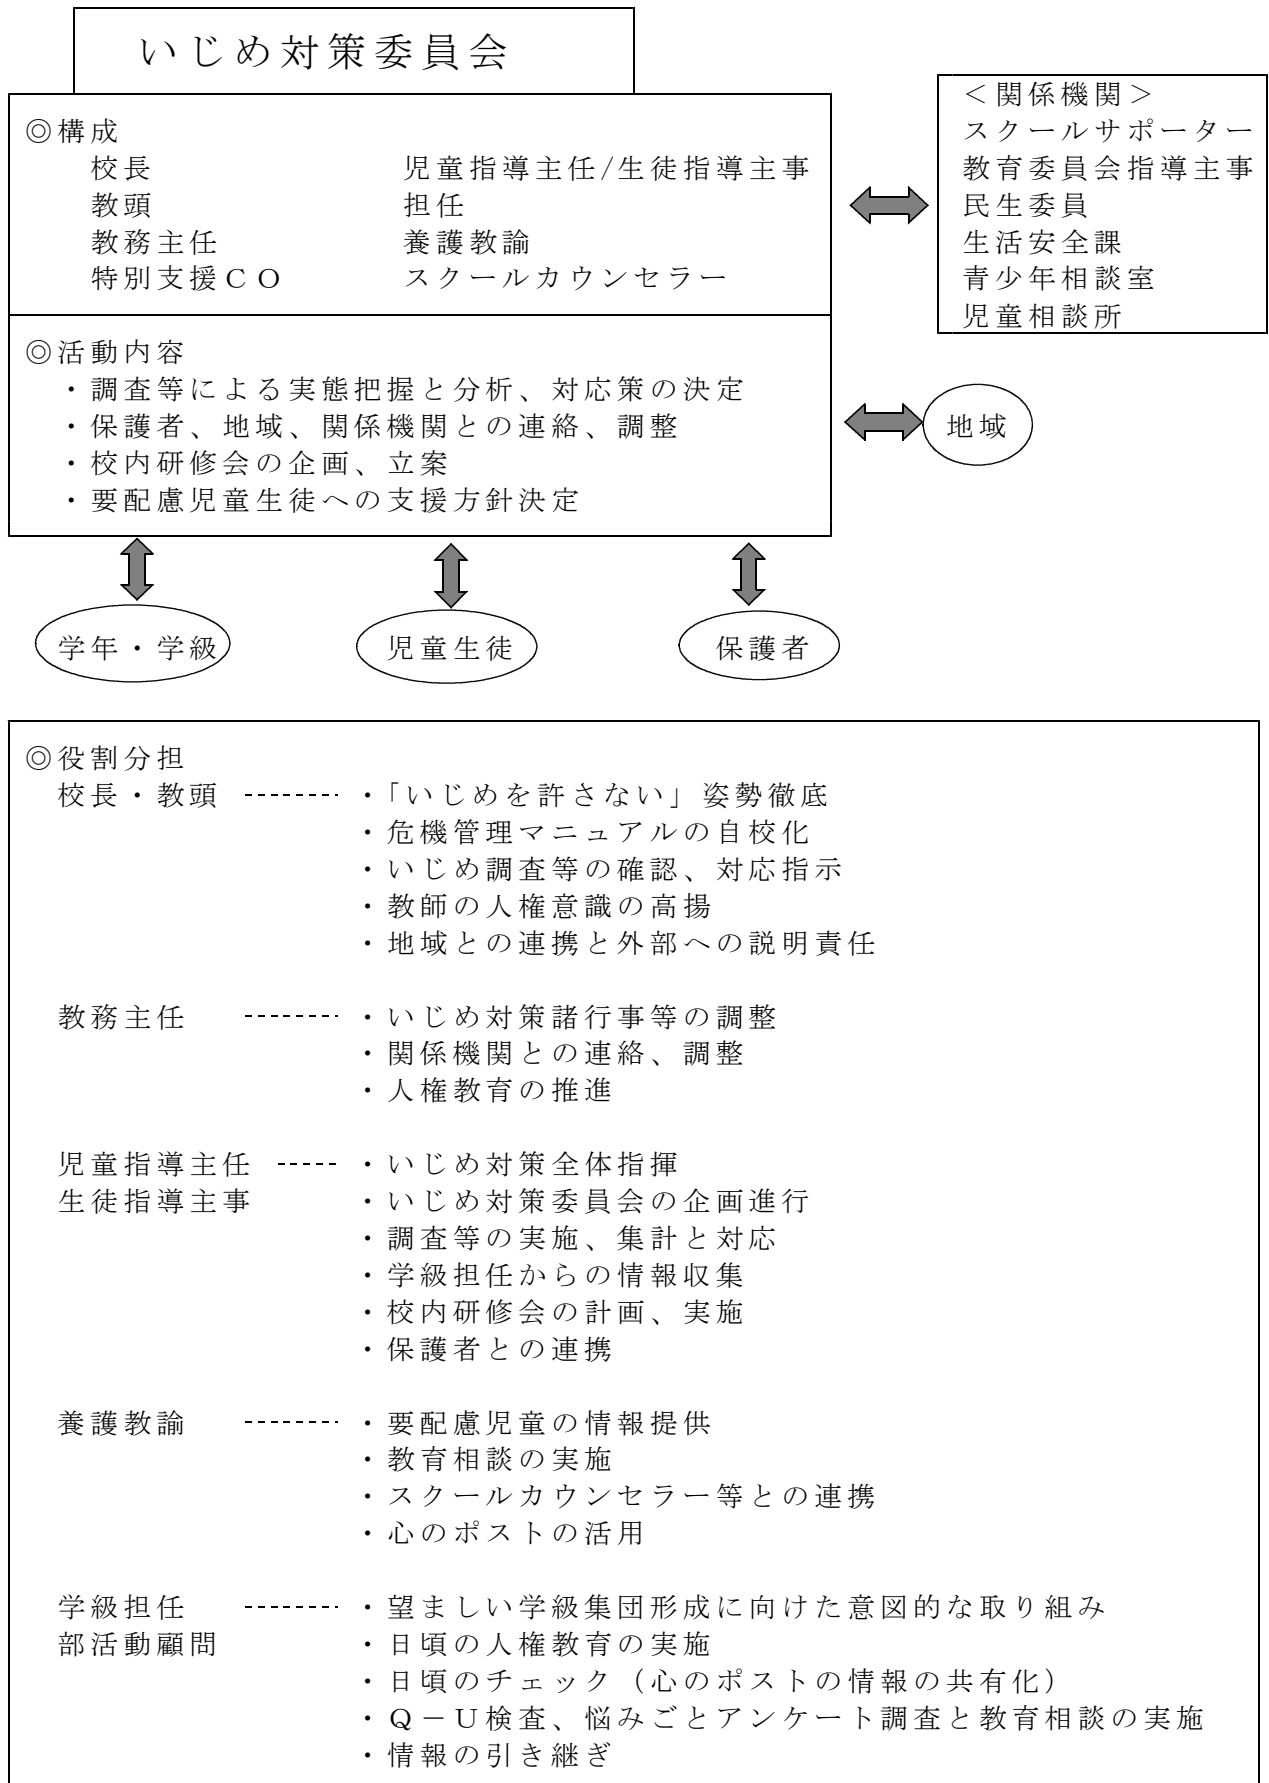 いじめ対策委員会
◎構成
校長　児童指導主任/生徒指導主事
教頭　担任
教務主任　養護教諭
特別支援ＣＯ　スクールカウンセラー
＜関係機関＞
スクールサポーター
教育委員会指導主事
民生委員
生活安全課
青少年相談室
児童相談所
◎活動内容
・調査等による実態把握と分析、対応策の決定
・保護者、地域、関係機関との連絡、調整
・校内研修会の企画、立案
・要配慮児童生徒への支援方針決定
地域
学年・学級　児童生徒　保護者
◎役割分担
校長・教頭 -------- ・「いじめを許さない」姿勢徹底
・危機管理マニュアルの自校化
・いじめ調査等の確認、対応指示
・教師の人権意識の高揚
・地域との連携と外部への説明責任
教務主任 -------- ・いじめ対策諸行事等の調整
・関係機関との連絡、調整
・人権教育の推進
児童指導主任 ----- ・いじめ対策全体指揮
生徒指導主事　・いじめ対策委員会の企画進行
・調査等の実施、集計と対応
・学級担任からの情報収集
・校内研修会の計画、実施
・保護者との連携
養護教諭 -------- ・要配慮児童の情報提供
・教育相談の実施
・スクールカウンセラー等との連携
・心のポストの活用
学級担任 -------- ・望ましい学級集団形成に向けた意図的な取り組み
部活動顧問　・日頃の人権教育の実施
・日頃のチェック（心のポストの情報の共有化）
・Ｑ－Ｕ検査、悩みごとアンケート調査と教育相談の実施
・情報の引き継ぎ